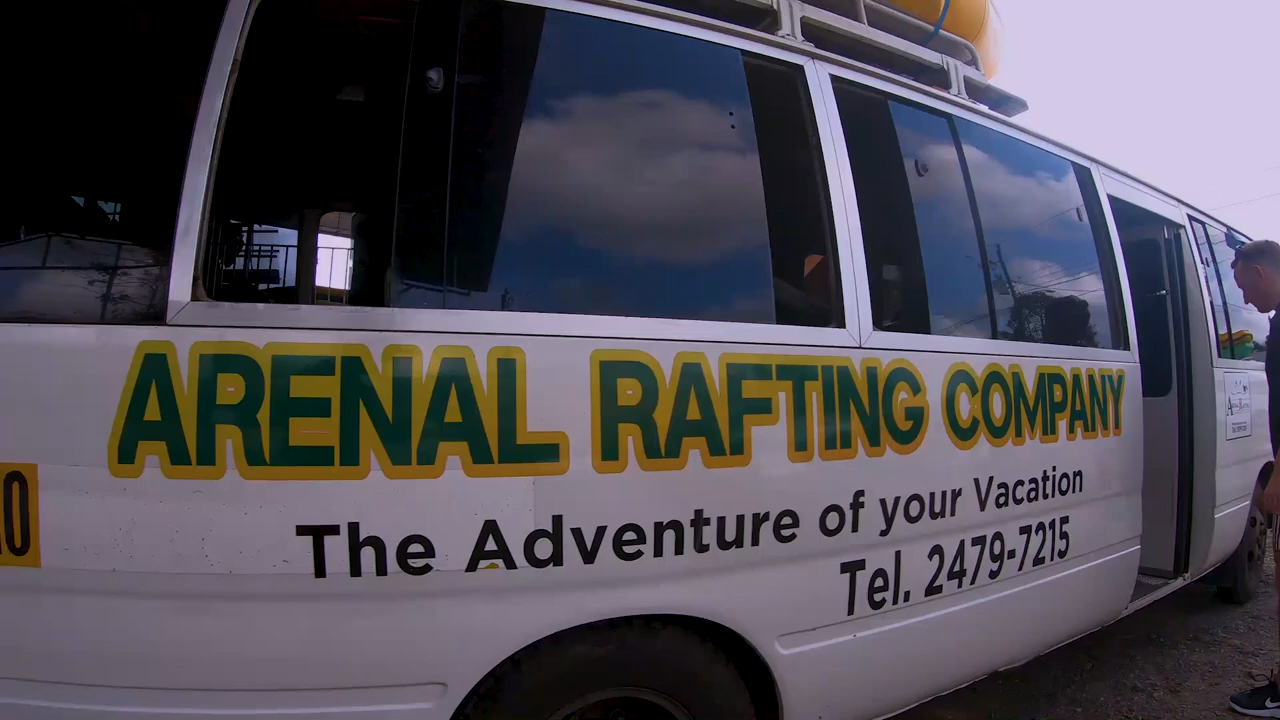 ARENAL RAFTING COMPANY
The Adventure of your Vacation
Tel. 2479-7215